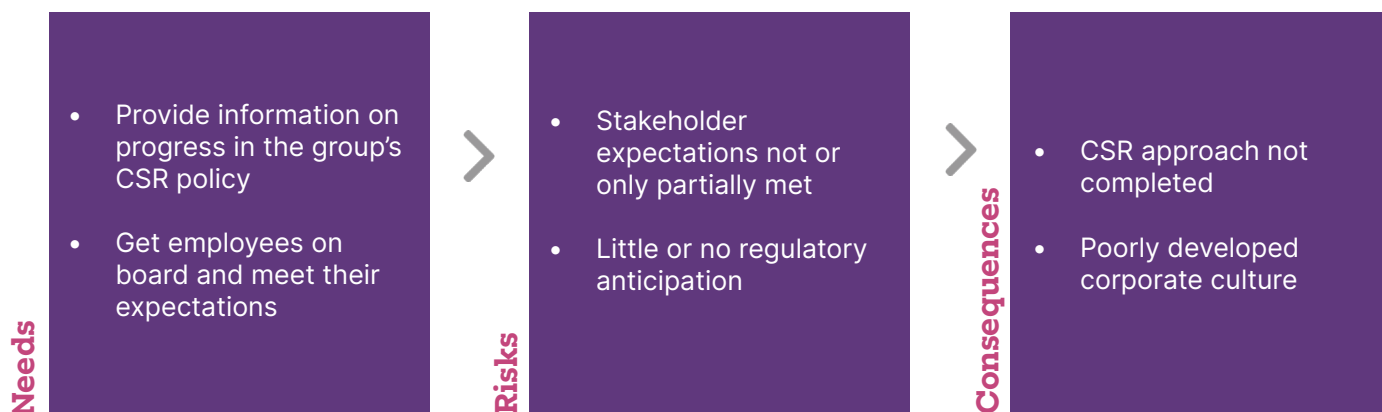 Needs
• Provide information on
progress in the group’s
CSR policy
• Get employees on
board and meet their
expectations
Risks
• Stakeholder
expectations not or
only partially met
• Little or no regulatory
anticipation
Consequences
• CSR approach not
completed
• Poorly developed
corporate culture